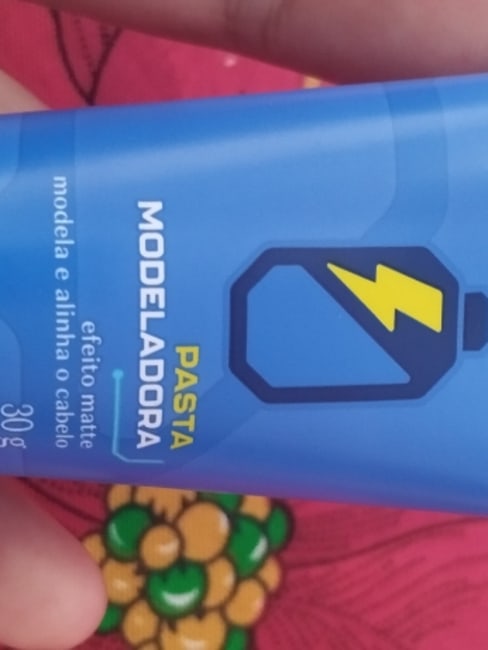 PASTA
MODELADORA
efeito matte
modela e alinha o cabelo
30 g